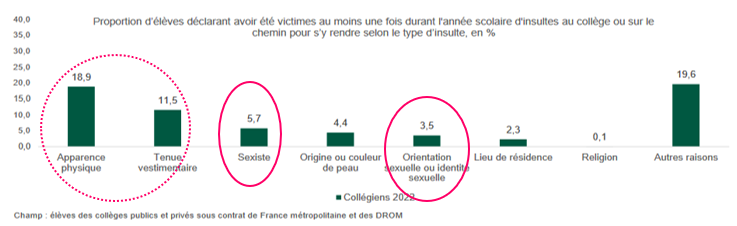 Proportion d'élèves déclarant avoir été victimes au moins une fois durant l'année scolaire d'insultes au collège ou sur le
chemin pour s'y rendre selon le type d'insulte, en %
40,0
35,0
30,0
25,0
20,0
15,0
10,0
5,0
0,0
18,9
11,5
5,7
4,4
3,5
2,3
0,1
19,6
Apparence
physique
Tenue
vestimentaire
Sexiste
Origine ou couleur
de peau
Orientation
sexuelle ou identité
sexuelle
Lieu de résidence
Religion
Autres raisons
Collégiens 2022
Champ : élèves des collèges publics et privés sous contrat de France métropolitaine et des DROM